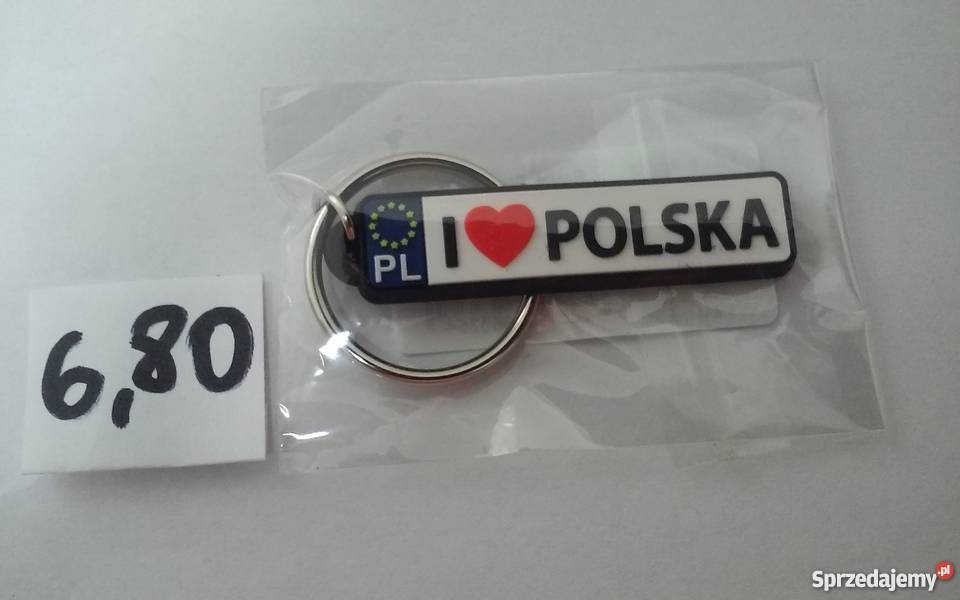 PL I ❤ POLSKA
6,80
Sprzedajemy.pl